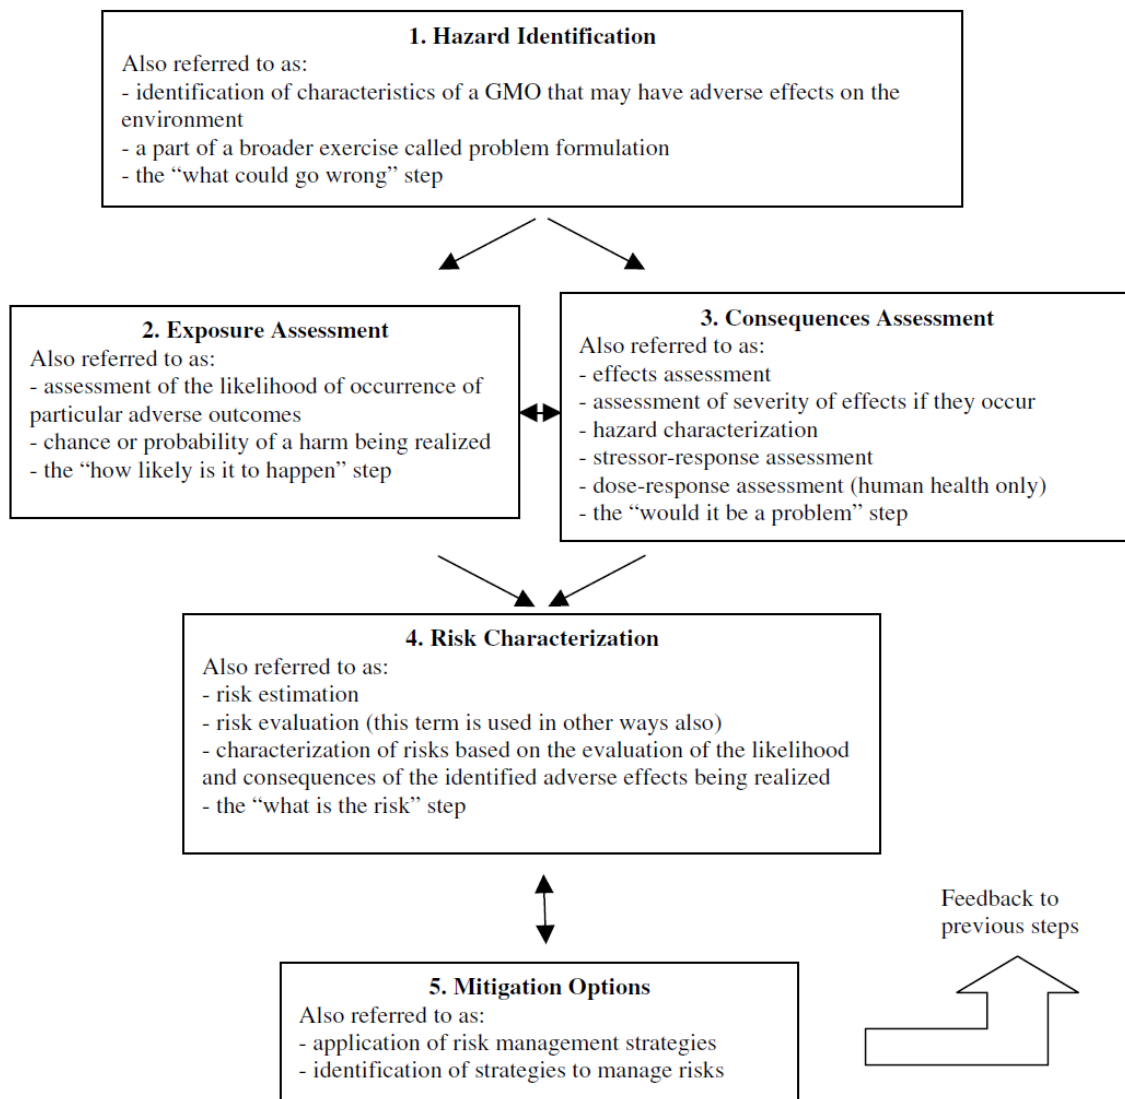 1. Hazard Identification
Also referred to as:
- identification of characteristics of a GMO that may have adverse effects on the
environment
- a part of a broader exercise called problem formulation
- the “what could go wrong” step
2. Exposure Assessment
Also referred to as:
- assessment of the likelihood of occurrence of
particular adverse outcomes
- chance or probability of a harm being realized
- the “how likely is it to happen” step
3. Consequences Assessment
Also referred to as:
- effects assessment
- assessment of severity of effects if they occur
- hazard characterization
- stressor-response assessment
- dose-response assessment (human health only)
- the “would it be a problem” step
4. Risk Characterization
Also referred to as:
- risk estimation
- risk evaluation (this term is used in other ways also)
- characterization of risks based on the evaluation of the likelihood
and consequences of the identified adverse effects being realized
- the “what is the risk” step
Feedback to
previous steps
5. Mitigation Options
Also referred to as:
- application of risk management strategies
- identification of strategies to manage risks